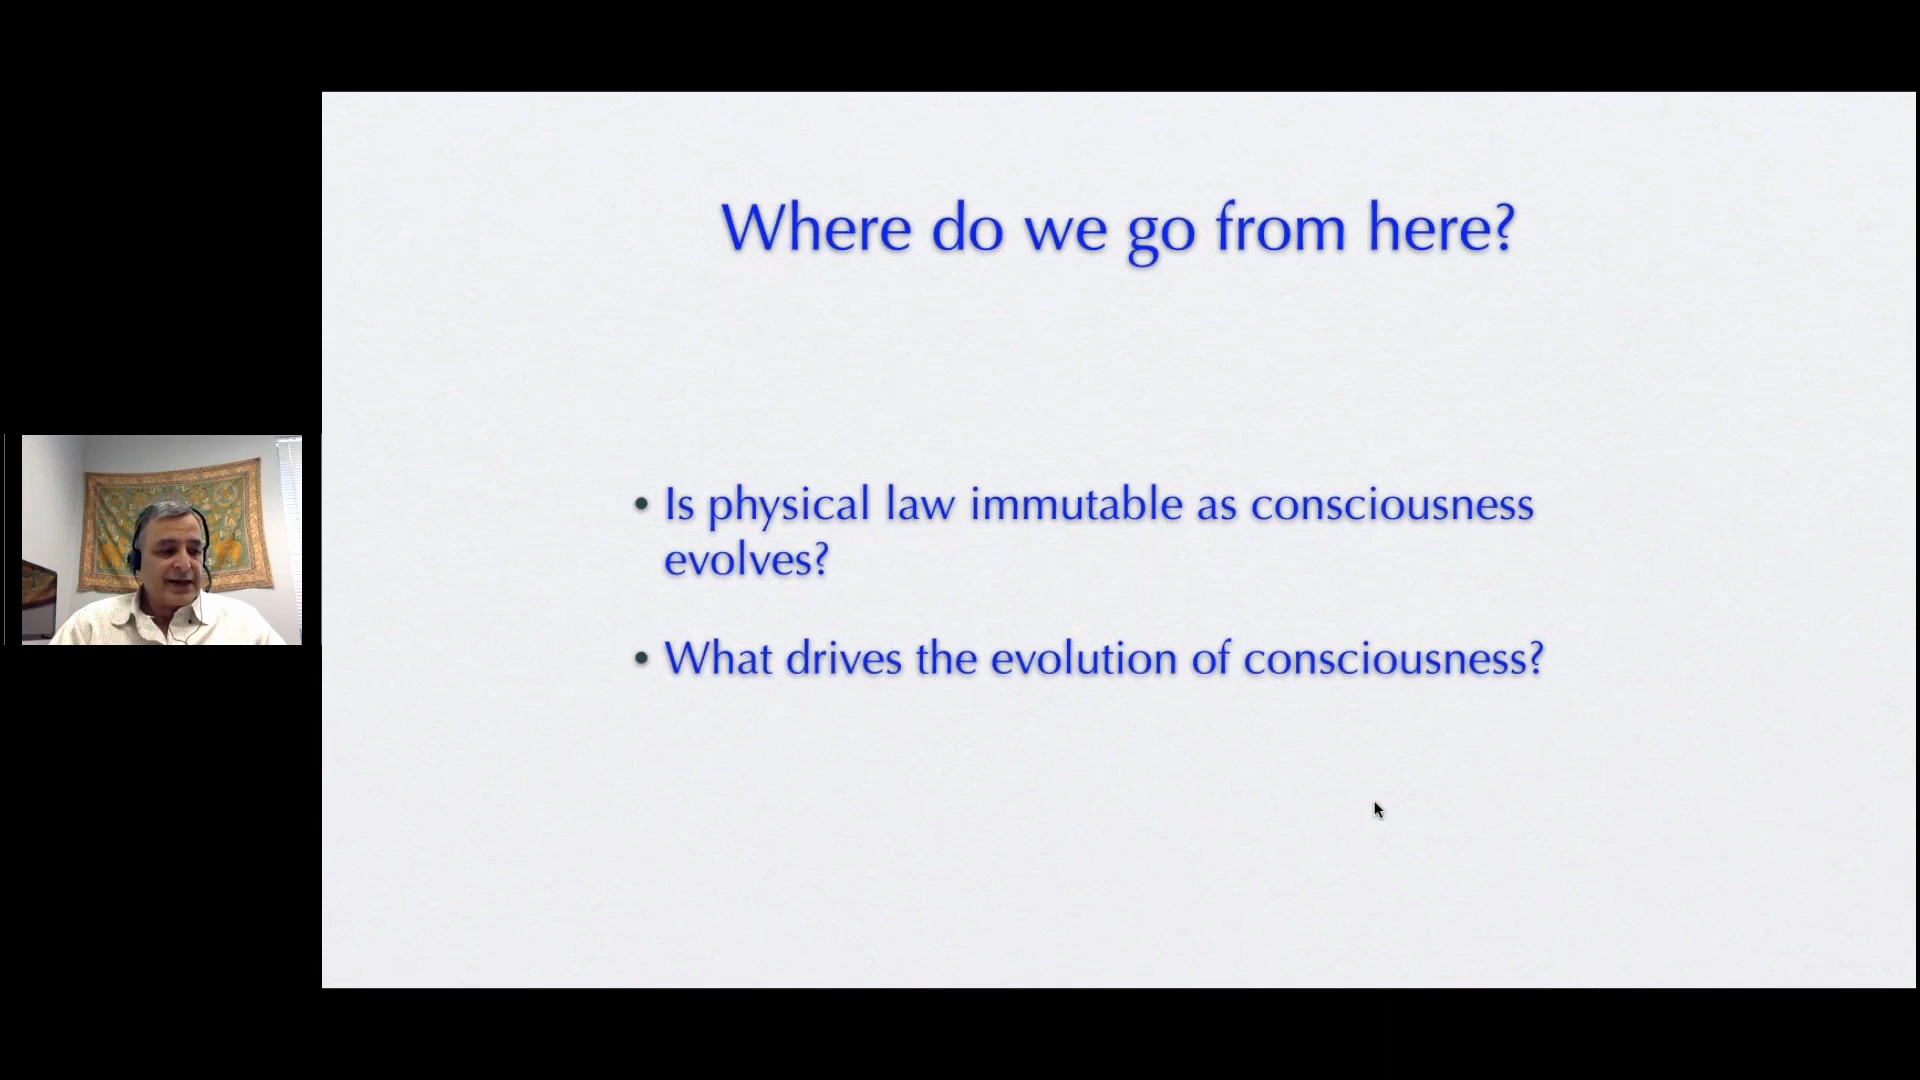 Where do we go from here?
• Is physical law immutable as consciousness
evolves?
• What drives the evolution of consciousness?